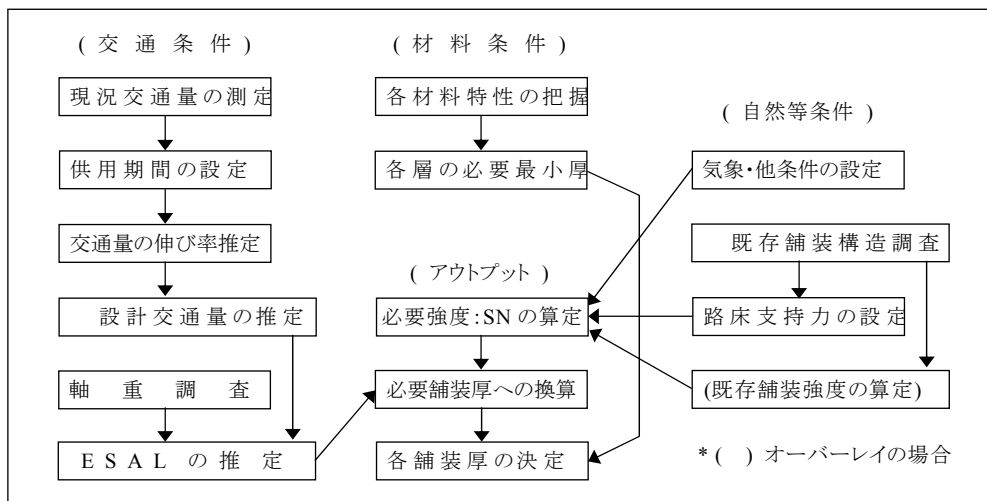 ( 交 通 条 件 )
現況交通量の測定
供用期間の設定
交通量の伸び率推定
設計交通量の推定
軸重調査
ESALの推定
( 材 料 条 件 )
各材料特性の把握
各層の必要最小厚
( アウトプット )
必要強度:SNの算定
必要舗装厚への換算
各舗装厚の決定
( 自然等条件 )
気象・他条件の設定
既存舗装構造調査
路床支持力の設定
(既存舗装強度の算定)
*( ) オーバーレイの場合